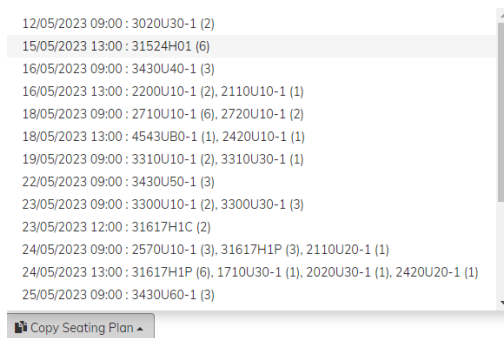 12/05/2023 09:00 : 3020U30-1 (2)
15/05/2023 13:00 : 31524H01 (6)
16/05/2023 09:00 : 3430U40-1 (3)
16/05/2023 13:00 : 2200U10-1 (2), 2110U10-1 (1)
18/05/2023 09:00 : 2710U10-1 (6), 2720U10-1 (2)
18/05/2023 13:00 : 4543UB0-1 (1), 2420U10-1 (1)
19/05/2023 09:00 : 3310U10-1 (2), 3310U30-1 (1)
22/05/2023 09:00 : 3430U50-1 (3)
23/05/2023 09:00 : 3300U10-1 (2), 3300U30-1 (3)
23/05/2023 12:00 : 31617H1C (2)
24/05/2023 09:00 : 2570U10-1 (3), 31617H1P (3), 2110U20-1 (1)
24/05/2023 13:00 : 31617H1P (6), 1710U30-1 (1), 2020U30-1 (1), 2420U20-1 (1)
25/05/2023 09:00 : 3430U60-1 (3)
Copy Seating Plan